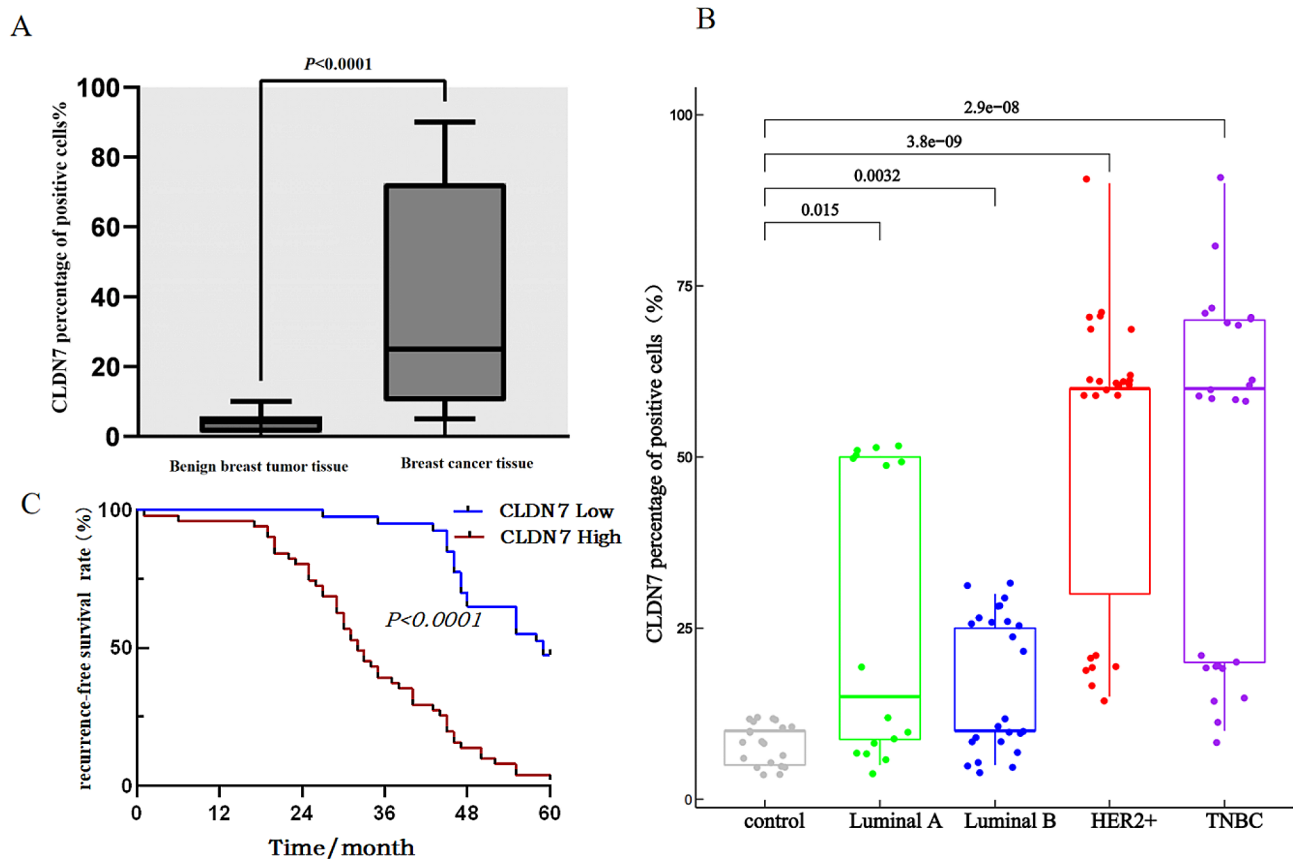 A
P<0.0001
CLDN7 percentage of positive cells%
100
80
60
40
20
0
Benign breast tumor tissue
Breast cancer tissue
B
CLDN7 percentage of positive cells (%)
100
75
50
25
0
2.9e−08
3.8e−09
0.0032
0.015
control
Luminal A
Luminal B
HER2+
TNBC
C
recurrence-free survival rate (%)
100
50
0
CLDN7 Low
CLDN7 High
P<0.0001
0
12
24
36
48
60
Time/month